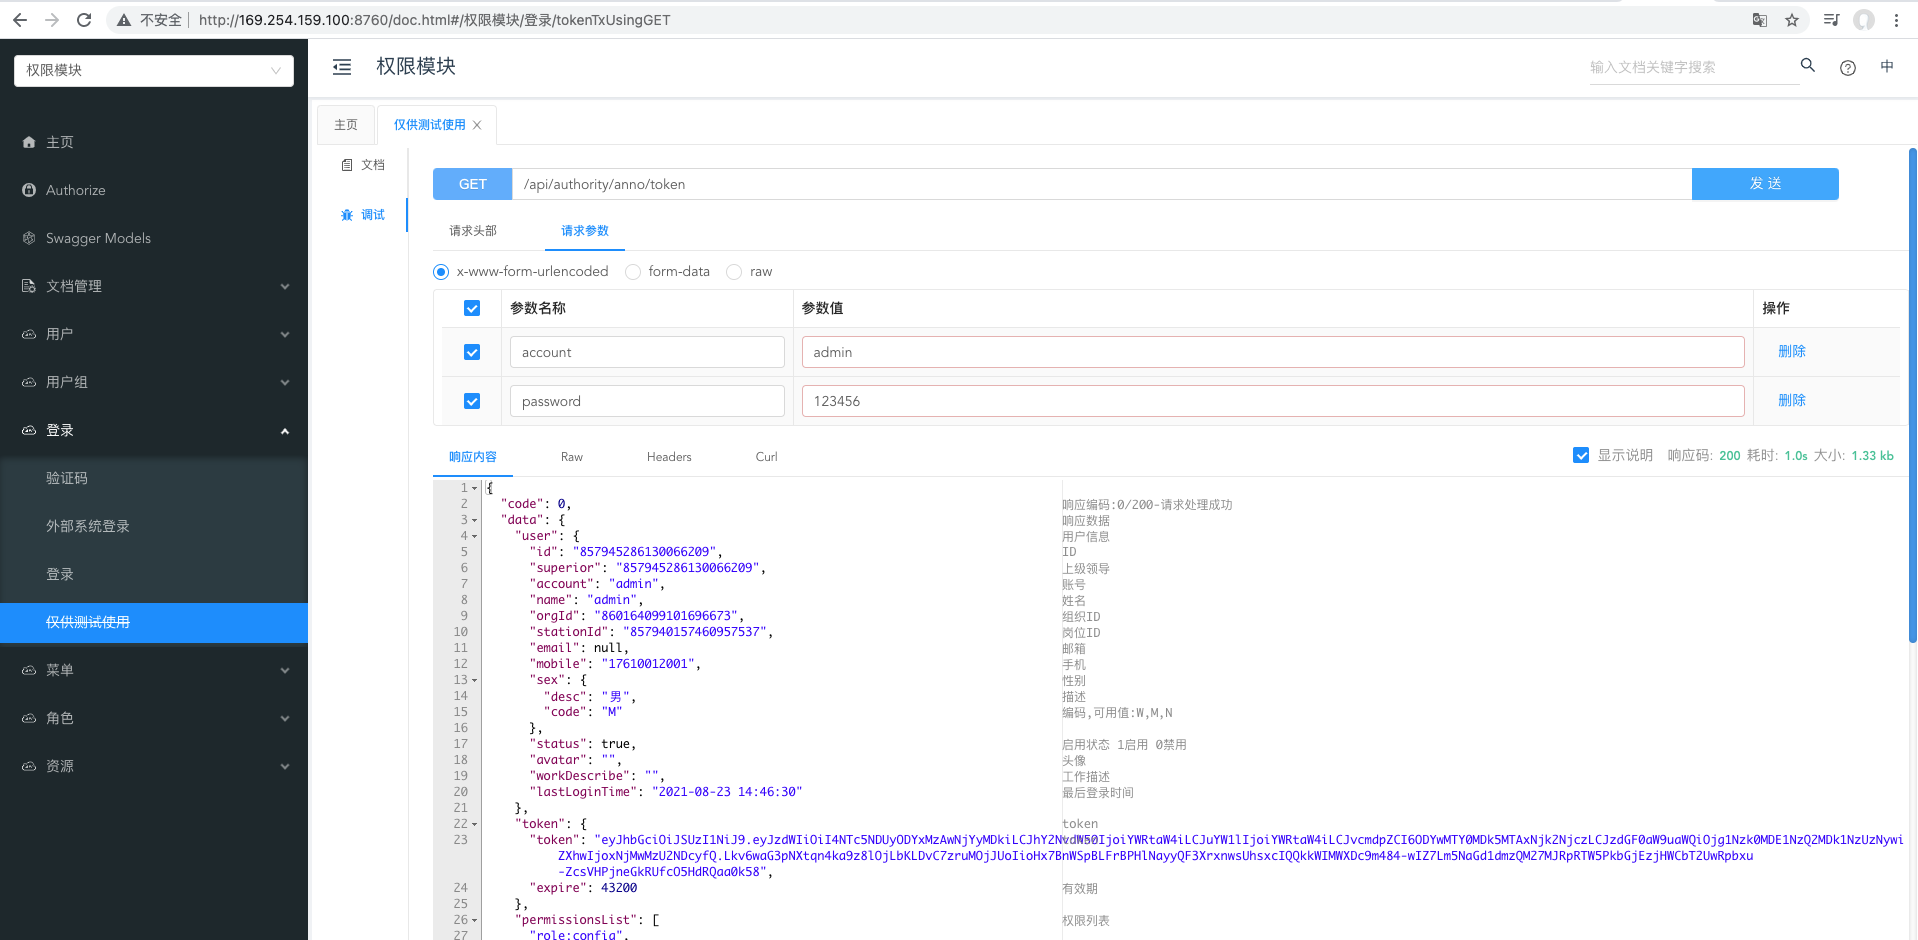 不安全 http://169.254.159.100:8760/doc.html#/权限模块/登录/tokenTxUsingGET
权限模块
主页
Authorize
Swagger Models
文档管理
用户
用户组
登录
验证码
外部系统登录
登录
仅供测试使用
菜单
角色
资源
权限模块
输入文档关键字搜索
中
主页 仅供测试使用
文档
调试
GET /api/authority/anno/token 发 送
请求头部 请求参数
x-www-form-urlencoded form-data raw
参数名称 参数值 操作
account admin 删除
password 123456 删除
响应内容 Raw Headers Curl
显示说明 响应码: 200 耗时: 1.0s 大小: 1.33 kb
1 {
2 "code": 0, 响应编码:0/200-请求处理成功
3 "data": { 响应数据
4 "user": { 用户信息
5 "id": "857945286130066209", ID
6 "superior": "857945286130066209", 上级领导
7 "account": "admin", 账号
8 "name": "admin", 姓名
9 "orgId": "860164099101696673", 组织ID
10 "stationId": "857940157460957537", 岗位ID
11 "email": null, 邮箱
12 "mobile": "17610012001", 手机
13 "sex": { 性别
14 "desc": "男", 描述
15 "code": "M" 编码,可用值:W,M,N
16 },
17 "status": true, 启用状态 1启用 0禁用
18 "avatar": "", 头像
19 "workDescribe": "", 工作描述
20 "lastLoginTime": "2021-08-23 14:46:30" 最后登录时间
21 },
22 "token": { token
23 "token":
24 "expire": 43200 有效期
25 },
26 "permissionsList": [ 权限列表
27 "role:config",